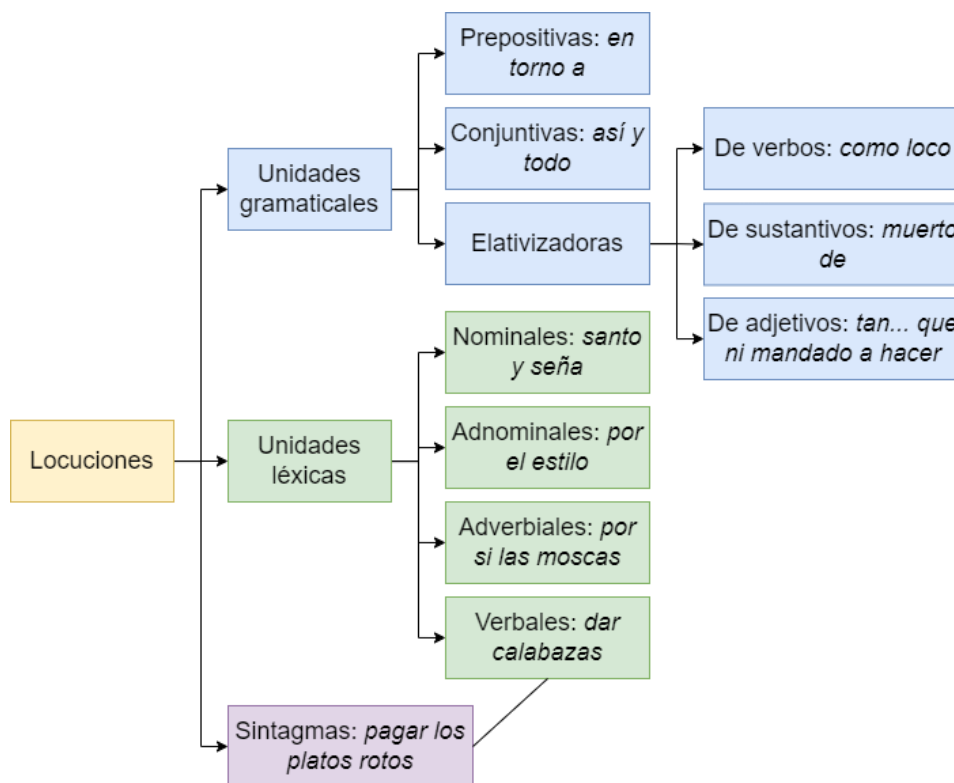 Prepositivas: en
torno a
Conjuntivas: así y
todo
Unidades
gramaticales
De verbos: como loco
Elativizadoras
De sustantivos: muerto
de
De adjetivos: tan... que
ni mandado a hacer
Nominales: santo
y seña
Locuciones
Unidades
léxicas
Adnominales: por
el estilo
Adverbiales: por
si las moscas
Verbales: dar
calabazas
Sintagmas: pagar los
platos rotos